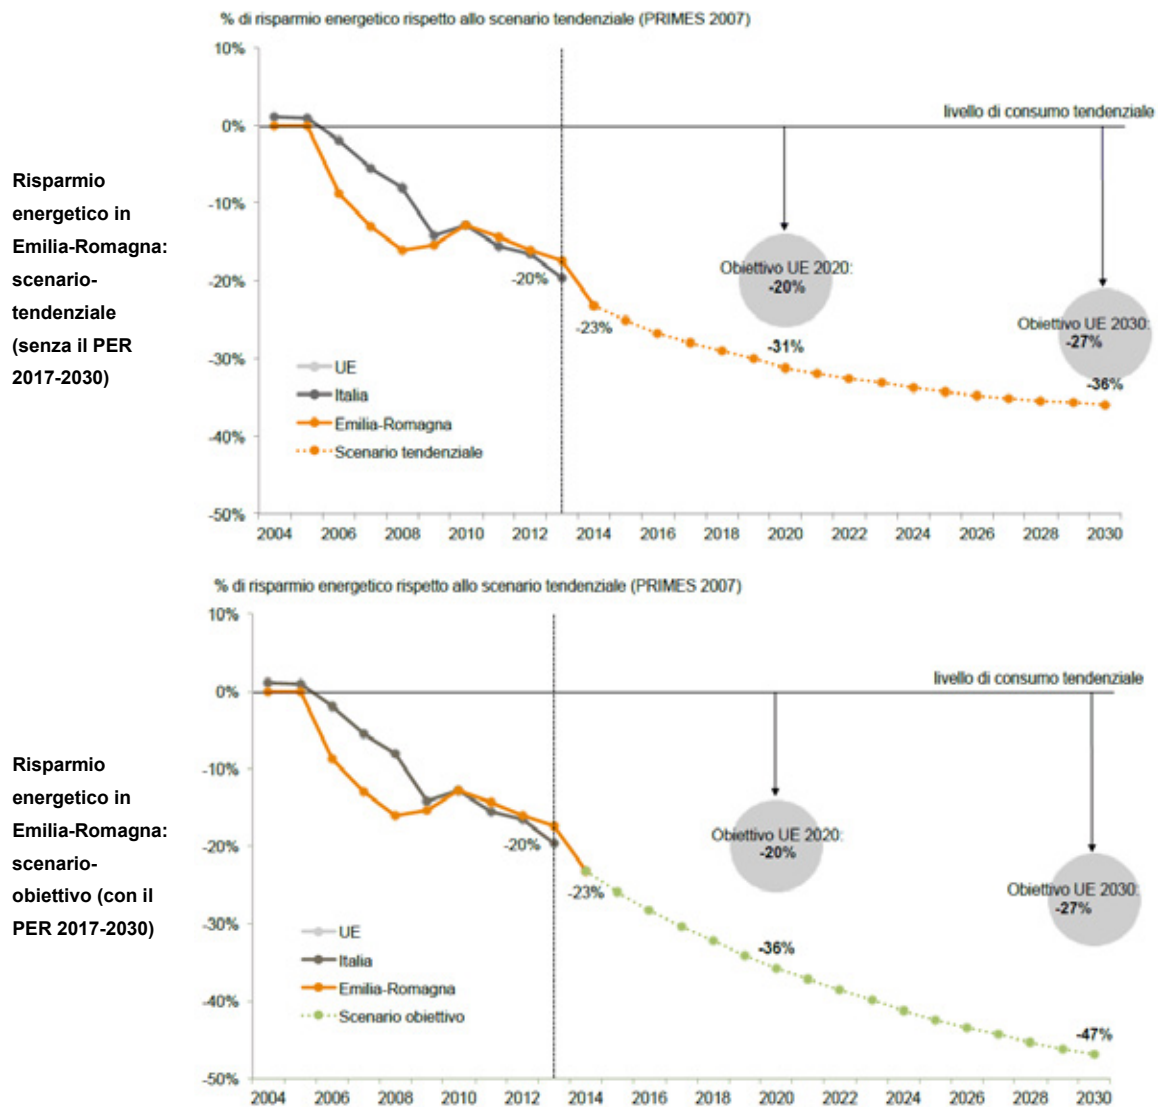 % di risparmio energetico rispetto allo scenario tendenziale (PRIMES 2007)
Risparmio
energetico in
Emilia-Romagna:
scenario-
tendenziale
(senza il PER
2017-2030)
10%
0%
-10%
-20%
-30%
-40%
-50%
livello di consumo tendenziale
Obiettivo UE 2020:
-20%
Obiettivo UE 2030:
-27%
-20%
-23%
-31%
-36%
UE
Italia
Emilia-Romagna
Scenario tendenziale
2004 2006 2008 2010 2012 2014 2016 2018 2020 2022 2024 2026 2028 2030
% di risparmio energetico rispetto allo scenario tendenziale (PRIMES 2007)
Risparmio
energetico in
Emilia-Romagna:
scenario-
obiettivo (con il
PER 2017-2030)
10%
0%
-10%
-20%
-30%
-40%
-50%
livello di consumo tendenziale
Obiettivo UE 2020:
-20%
Obiettivo UE 2030:
-27%
-20%
-23%
-36%
-47%
UE
Italia
Emilia-Romagna
Scenario obiettivo
2004 2006 2008 2010 2012 2014 2016 2018 2020 2022 2024 2026 2028 2030